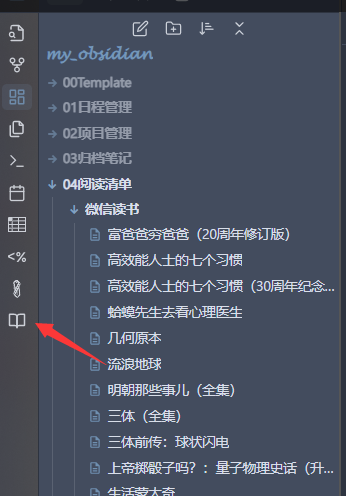 my_obsidian
00Template
01日程管理
02项目管理
03归档笔记
04阅读清单
微信读书
富爸爸穷爸爸（20周年修订版）
高效能人士的七个习惯
高效能人士的七个习惯（30周年纪念...
蛤蟆先生去看心理医生
几何原本
流浪地球
明朝那些事儿（全集）
三体（全集）
三体前传：球状闪电
上帝掷骰子吗？：量子物理史话（升...
生活蒙太奇
<%